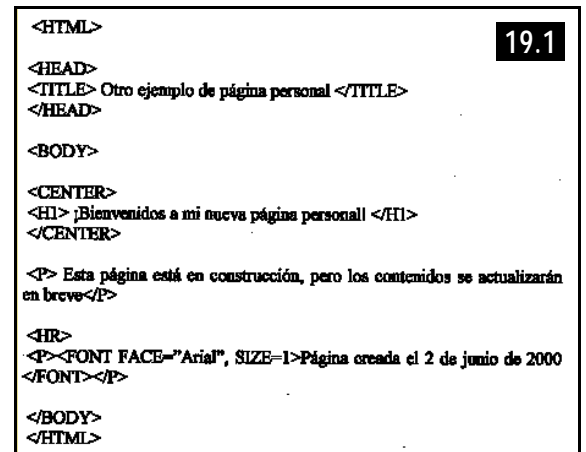 <HTML>
19.1
<HEAD>
<TITLE> Otro ejemplo de página personal </TITLE>
</HEAD>
<BODY>
<CENTER>
<H1> ¡Bienvenidos a mi nueva página personal! </H1>
</CENTER>
<P> Esta página está en construcción, pero los contenidos se actualizarán
en breve</P>
<HR>
<P><FONT FACE="Arial", SIZE=1>Página creada el 2 de junio de 2000
</FONT></P>
</BODY>
</HTML>